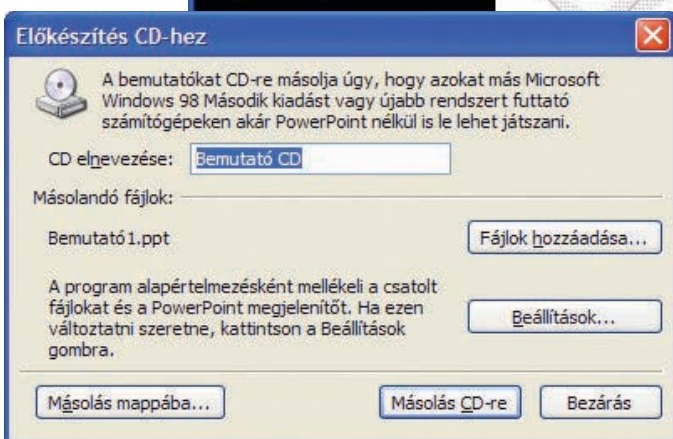 Előkészítés CD-hez
A bemutatókat CD-re másolja úgy, hogy azokat más Microsoft
Windows 98 Második kiadást vagy újabb rendszert futtató
számítógépeken akár PowerPoint nélkül is le lehet játszani.
CD elnevezése: Bemutató CD
Másolandó fájlok:
Bemutató1.ppt Fájlok hozzáadása...
A program alapértelmezésként mellékeli a csatolt
fájlokat és a PowerPoint megjelenítőt. Ha ezen
változtatni szeretne, kattintson a Beállítások
gombra.
Beállítások...
Másolás mappába... Másolás CD-re Bezárás